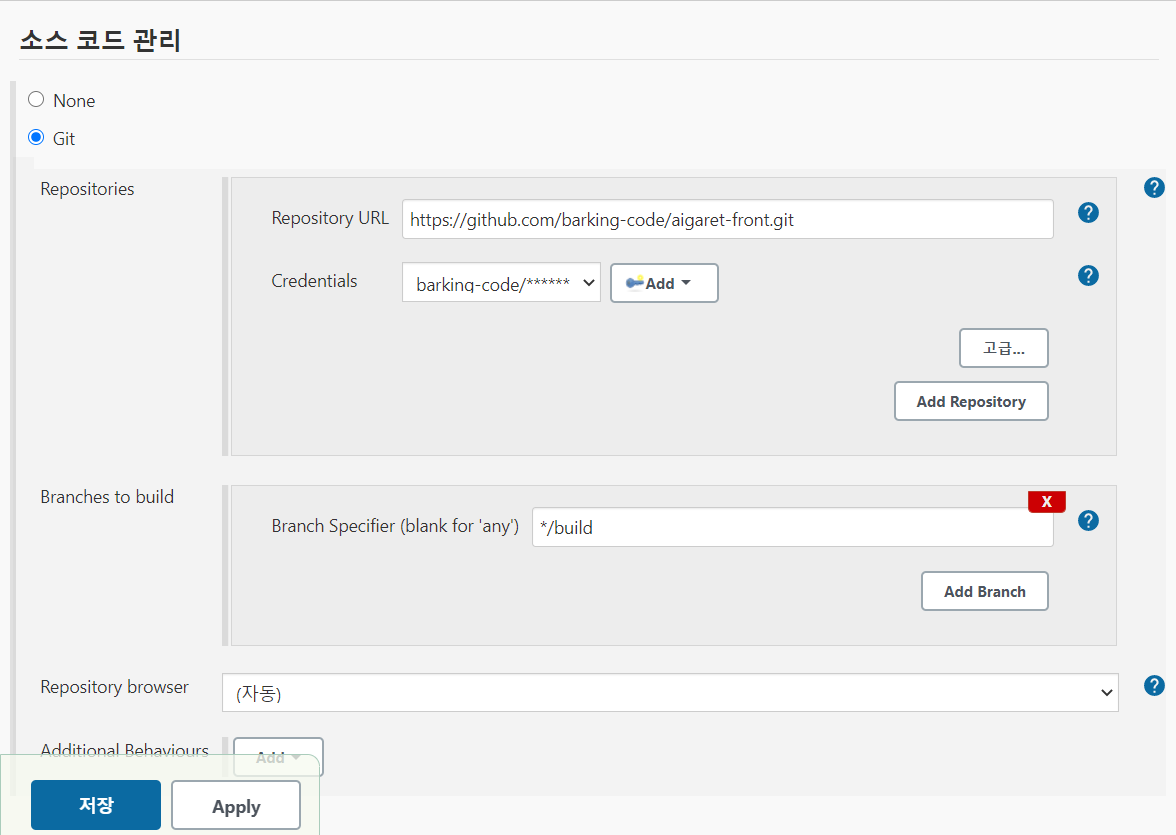 소스 코드 관리
None
Git
Repositories
?
Repository URL https://github.com/barking-code/aigaret-front.git
?
Credentials barking-code/****** Add
?
고급...
Add Repository
Branches to build
X
Branch Specifier (blank for 'any') */build
?
Add Branch
Repository browser (자동)
?
Additional Behaviours Add
저장 Apply